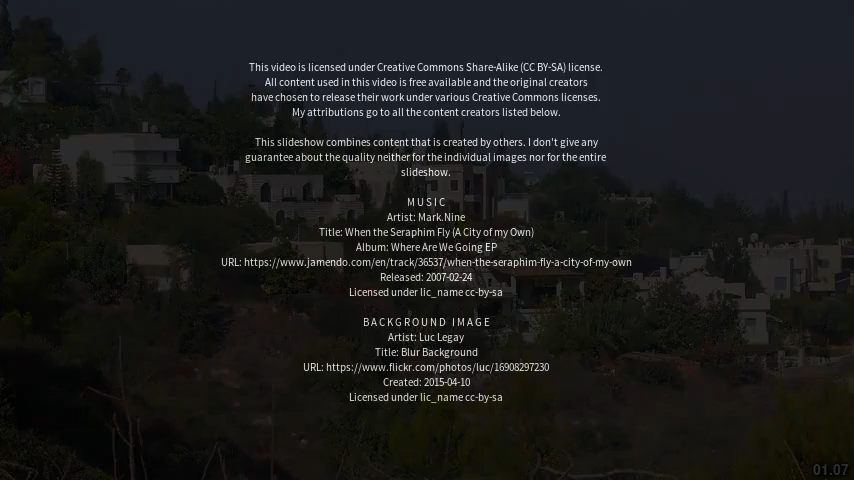 This video is licensed under Creative Commons Share-Alike (CC BY-SA) license.
All content used in this video is free available and the original creators
have chosen to release their work under various Creative Commons licenses.
My attributions go to all the content creators listed below.
This slideshow combines content that is created by others. I don't give any
guarantee about the quality neither for the individual images nor for the entire
slideshow.
MUSIC
Artist: Mark.Nine
Title: When the Seraphim Fly (A City of my Own)
Album: Where Are We Going EP
URL: https://www.jamendo.com/en/track/36537/when-the-seraphim-fly-a-city-of-my-own
Released: 2007-02-24
Licensed under lic_name cc-by-sa
BACKGROUND IMAGE
Artist: Luc Legay
Title: Blur Background
URL: https://www.flickr.com/photos/luc/16908297230
Created: 2015-04-10
Licensed under lic_name cc-by-sa
01.07